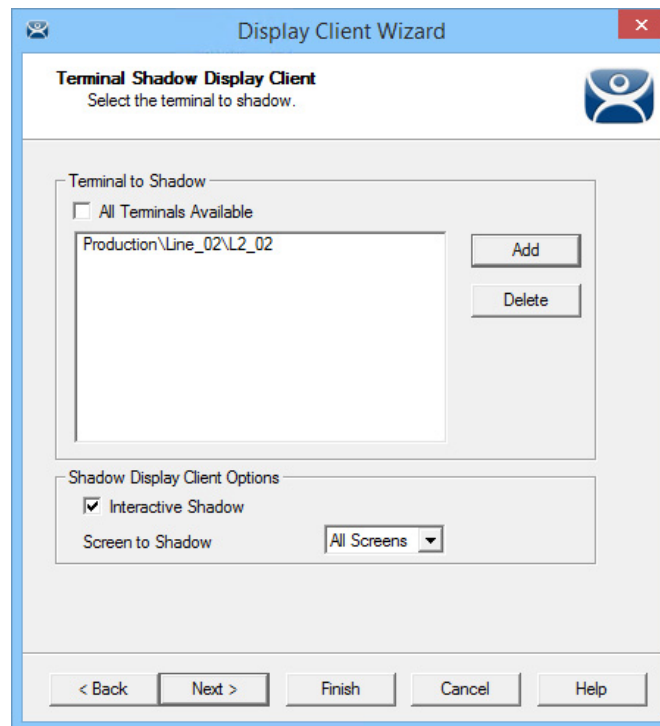 Display Client Wizard
Terminal Shadow Display Client
Select the terminal to shadow.
Terminal to Shadow
All Terminals Available
Production\Line_02\L2_02
Add
Delete
Shadow Display Client Options
Interactive Shadow
Screen to Shadow
All Screens
< Back
Next >
Finish
Cancel
Help